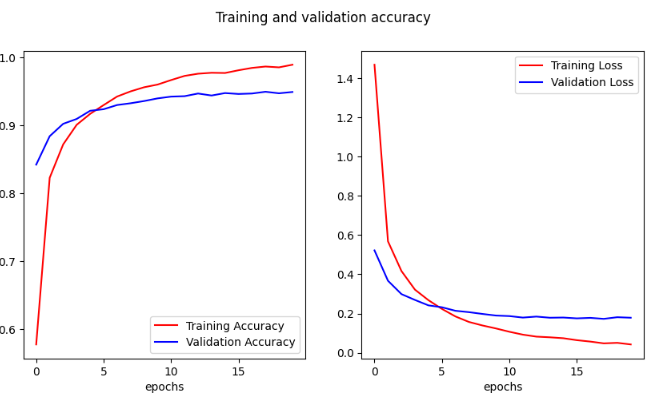 Training and validation accuracy
1.0
0.9
0.8
0.7
0.6
Training Accuracy
Validation Accuracy
0 5 10 15
epochs
1.4
1.2
1.0
0.8
0.6
0.4
0.2
0.0
Training Loss
Validation Loss
0 5 10 15
epochs